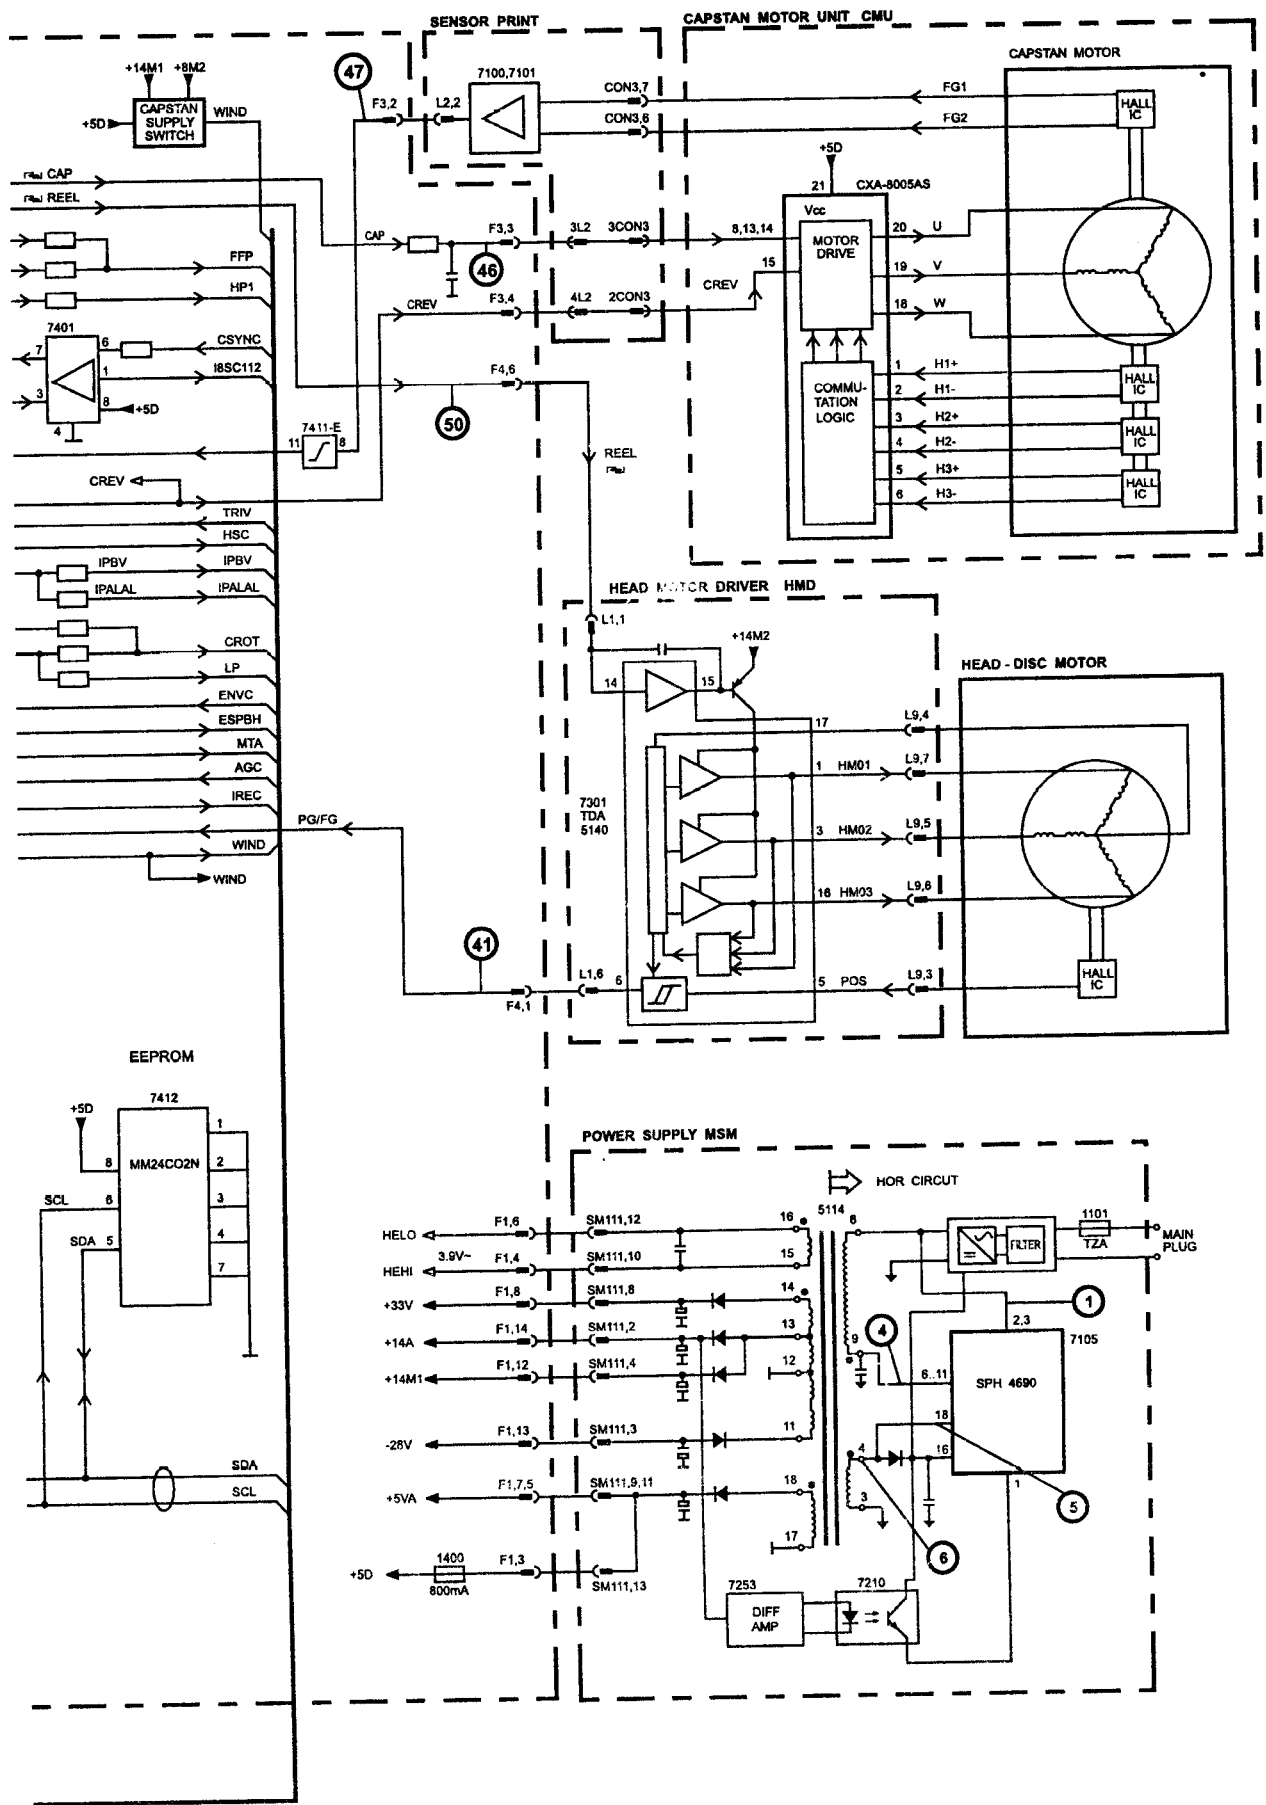 SENSOR PRINT
CAPSTAN MOTOR UNIT CMU
CAPSTAN MOTOR
+14M1 +8M2
47
7100,7101
CON3,7
FG1
HALL IC
CAPSTAN SUPPLY SWITCH
WIND
+5D
F3,2
L2,2
CON3,6
FG2
+5D
CAP
REEL
21
CXA-8005AS
Vcc
MOTOR DRIVE
CAP
F3,3
3L2
3CON3
8,13,14
20
U
46
15
19
V
FFP
HP1
CREV
F3,4
4L2
2CON3
CREV
18
W
7401
7
6
CSYNC
1
I8SC112
3
8
+5D
4
F4,6
50
COMMU-
TATION
LOGIC
1 H1+
2 H1-
3 H2+
4 H2-
5 H3+
6 H3-
HALL IC
HALL IC
HALL IC
7411-E
11
8
REEL
CREV
TRIV
HSC
IPBV
IPBV
IPALAL
IPALAL
HEAD MOTOR DRIVER HMD
L1,1
+14M2
CROT
LP
HEAD - DISC MOTOR
14
15
ENVC
ESPBH
MTA
AGC
IREC
PG/FG
WIND
WIND
17
L9,4
1
HM01
L9,7
7301
TDA
5140
3
HM02
L9,5
16
HM03
L9,6
41
F4,1
L1,6
6
5
POS
L9,3
HALL IC
EEPROM
7412
+5D
MM24CO2N
8
6
5
1
2
3
4
7
SCL
SDA
SDA
SCL
POWER SUPPLY MSM
HOR CIRCUT
5114
HELO
F1,6
SM111,12
16
6
1101
TZA
MAIN PLUG
FILTER
3.9V~
HEHI
F1,4
SM111,10
15
+33V
F1,8
SM111,8
14
1
+14A
F1,14
SM111,2
13
4
9
2,3
7105
+14M1
F1,12
SM111,4
12
6..11
SPH 4690
-28V
F1,13
SM111,3
11
18
4
16
1
+5VA
F1,7,5
SM111,9,11
18
3
5
17
6
+5D
1400
800mA
F1,3
SM111,13
7253
DIFF AMP
7210